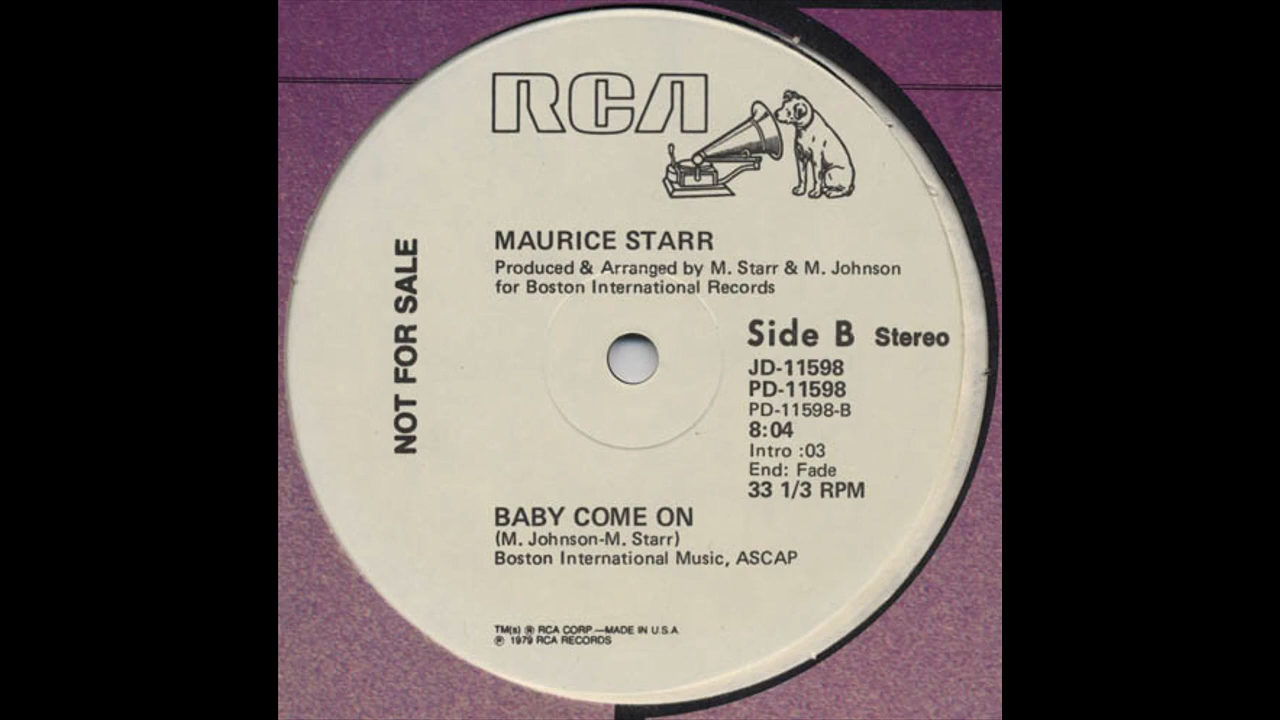 RCA
MAURICE STARR
Produced & Arranged by M. Starr & M. Johnson
for Boston International Records
NOT FOR SALE
Side B Stereo
JD-11598
PD-11598
PD-11598-B
8:04
Intro :03
End: Fade
33 1/3 RPM
BABY COME ON
(M. Johnson-M. Starr)
Boston International Music, ASCAP
TM(s) ® RCA CORP.—MADE IN U.S.A.
℗ 1979 RCA RECORDS